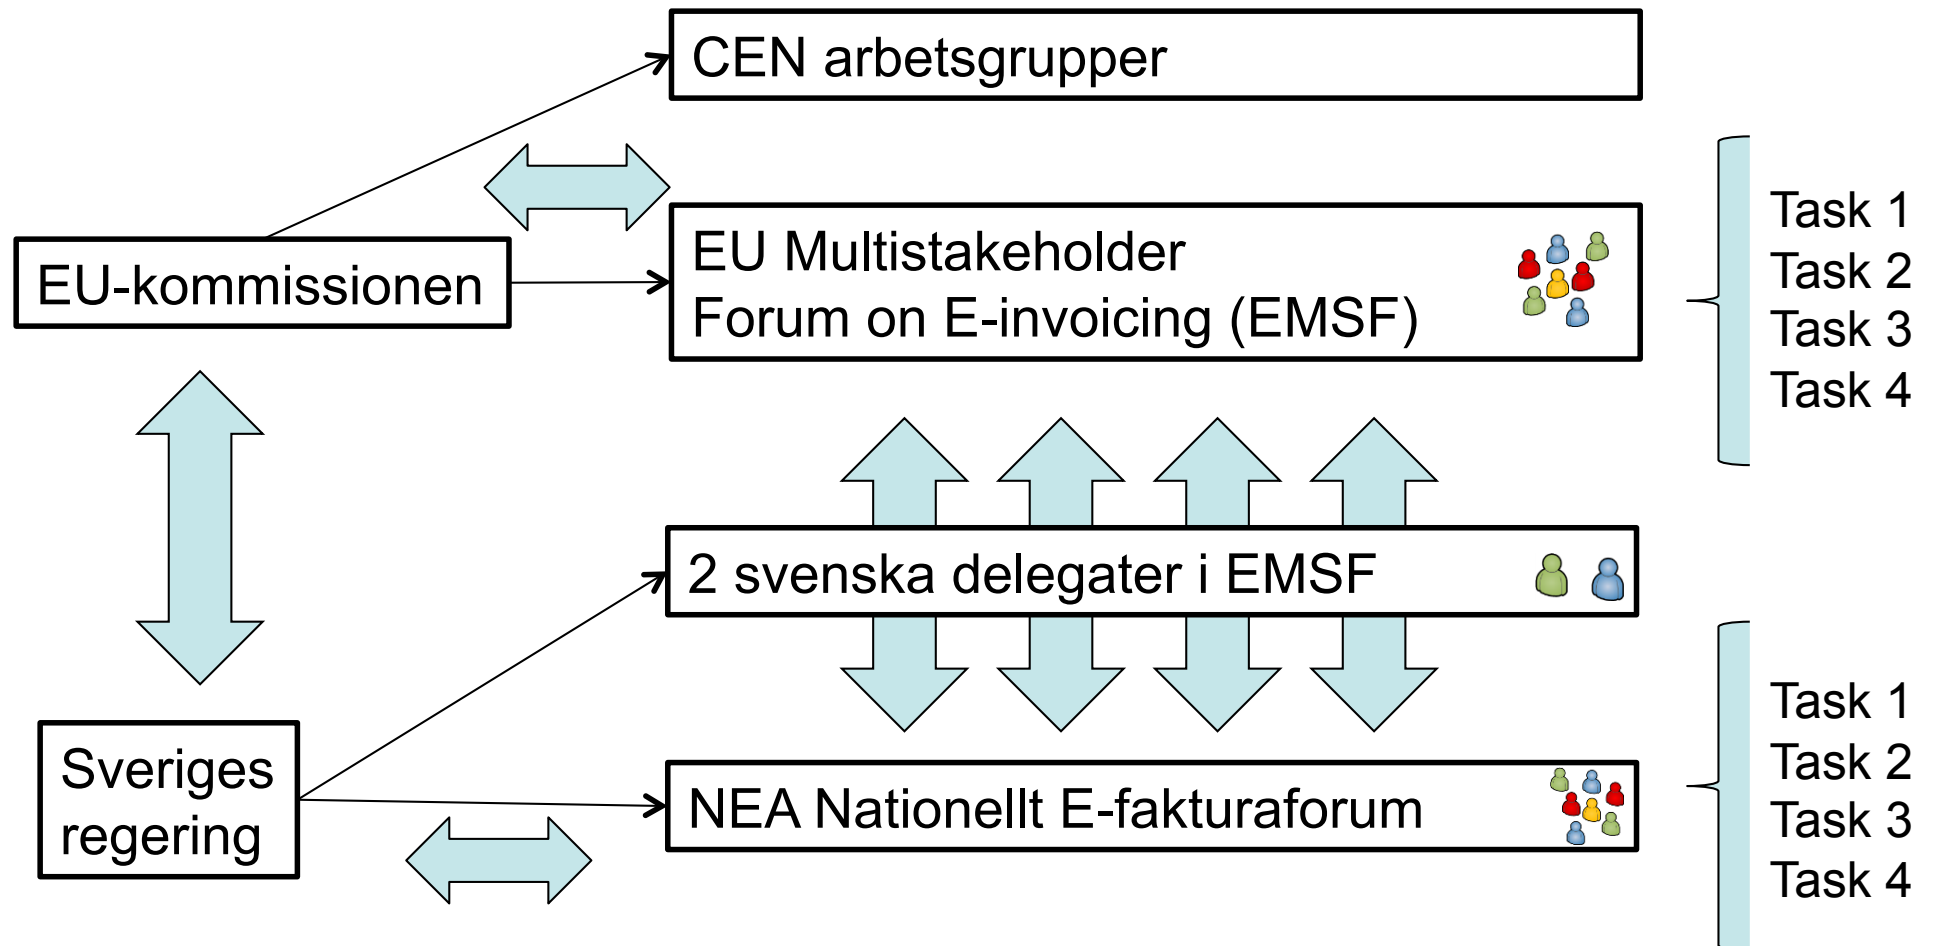 CEN arbetsgrupper
EU-kommissionen
EU Multistakeholder
Forum on E-invoicing (EMSF)
Task 1
Task 2
Task 3
Task 4
2 svenska delegater i EMSF
Sveriges
regering
NEA Nationellt E-fakturaforum
Task 1
Task 2
Task 3
Task 4